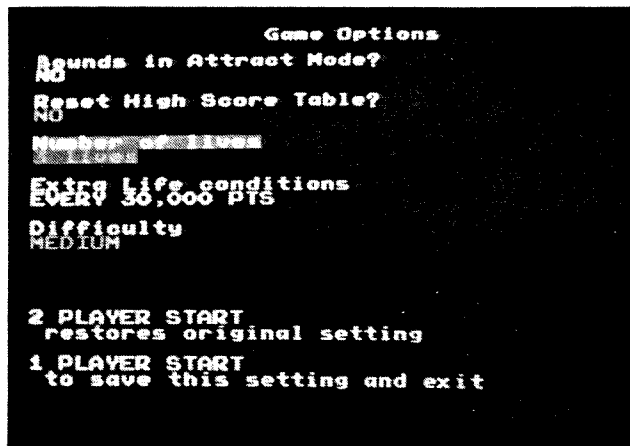 Game Options
Sounds in Attract Mode?
NO
Reset High Score Table?
NO
Number of lives
lives
Extra Life conditions
EVERY 30,000 PTS
Difficulty
MEDIUM
2 PLAYER START
restores original setting
1 PLAYER START
to save this setting and exit